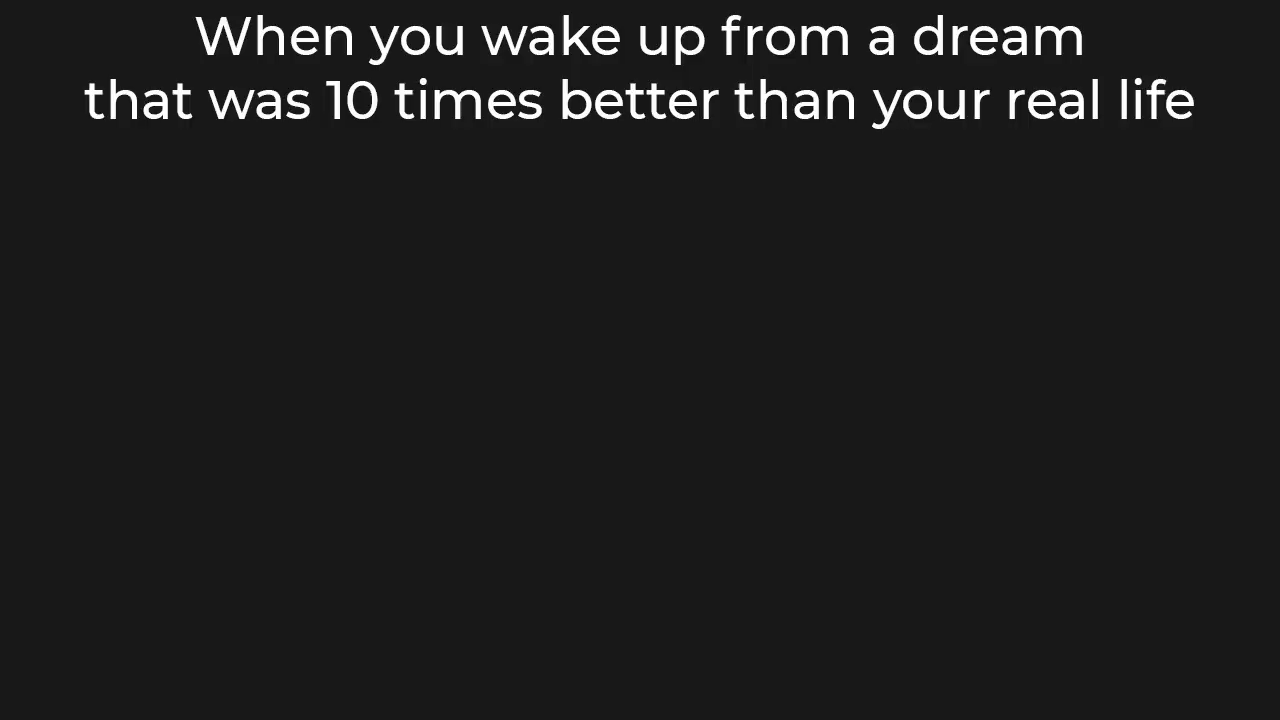 When you wake up from a dream
that was 10 times better than your real life